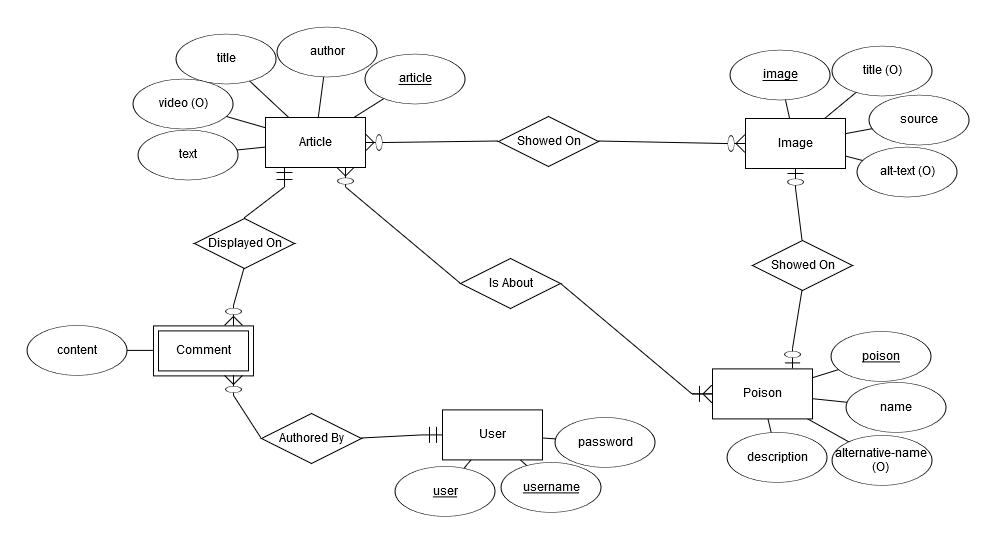 author
title
article
image
title (O)
video (O)
source
Article
Showed On
Image
text
alt-text (O)
Displayed On
Showed On
Is About
content
Comment
poison
Poison
name
Authored By
User
password
description
alternative-name
(O)
user
username